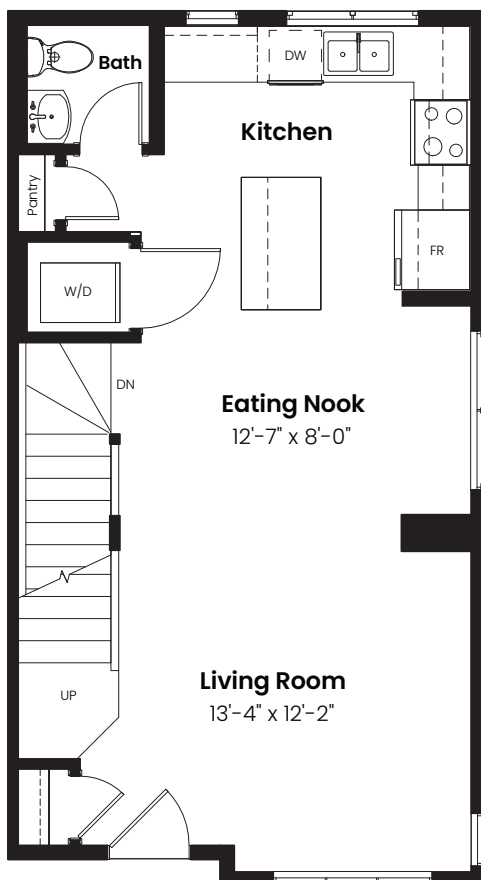 Bath
DW
Kitchen
Pantry
FR
W/D
DN
Eating Nook
12'-7" x 8'-0"
Living Room
13'-4" x 12'-2"
UP